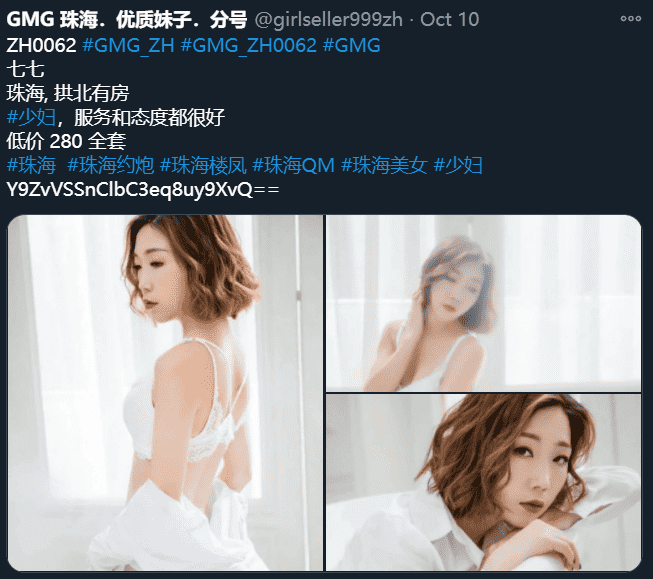 GMG 珠海．优质妹子．分号 @girlseller999zh · Oct 10
ZH0062 #GMG_ZH #GMG_ZH0062 #GMG
七七
珠海, 拱北有房
#少妇，服务和态度都很好
低价 280 全套
#珠海 #珠海约炮 #珠海楼凤 #珠海QM #珠海美女 #少妇
Y9ZvVSSnClbC3eq8uy9XvQ==